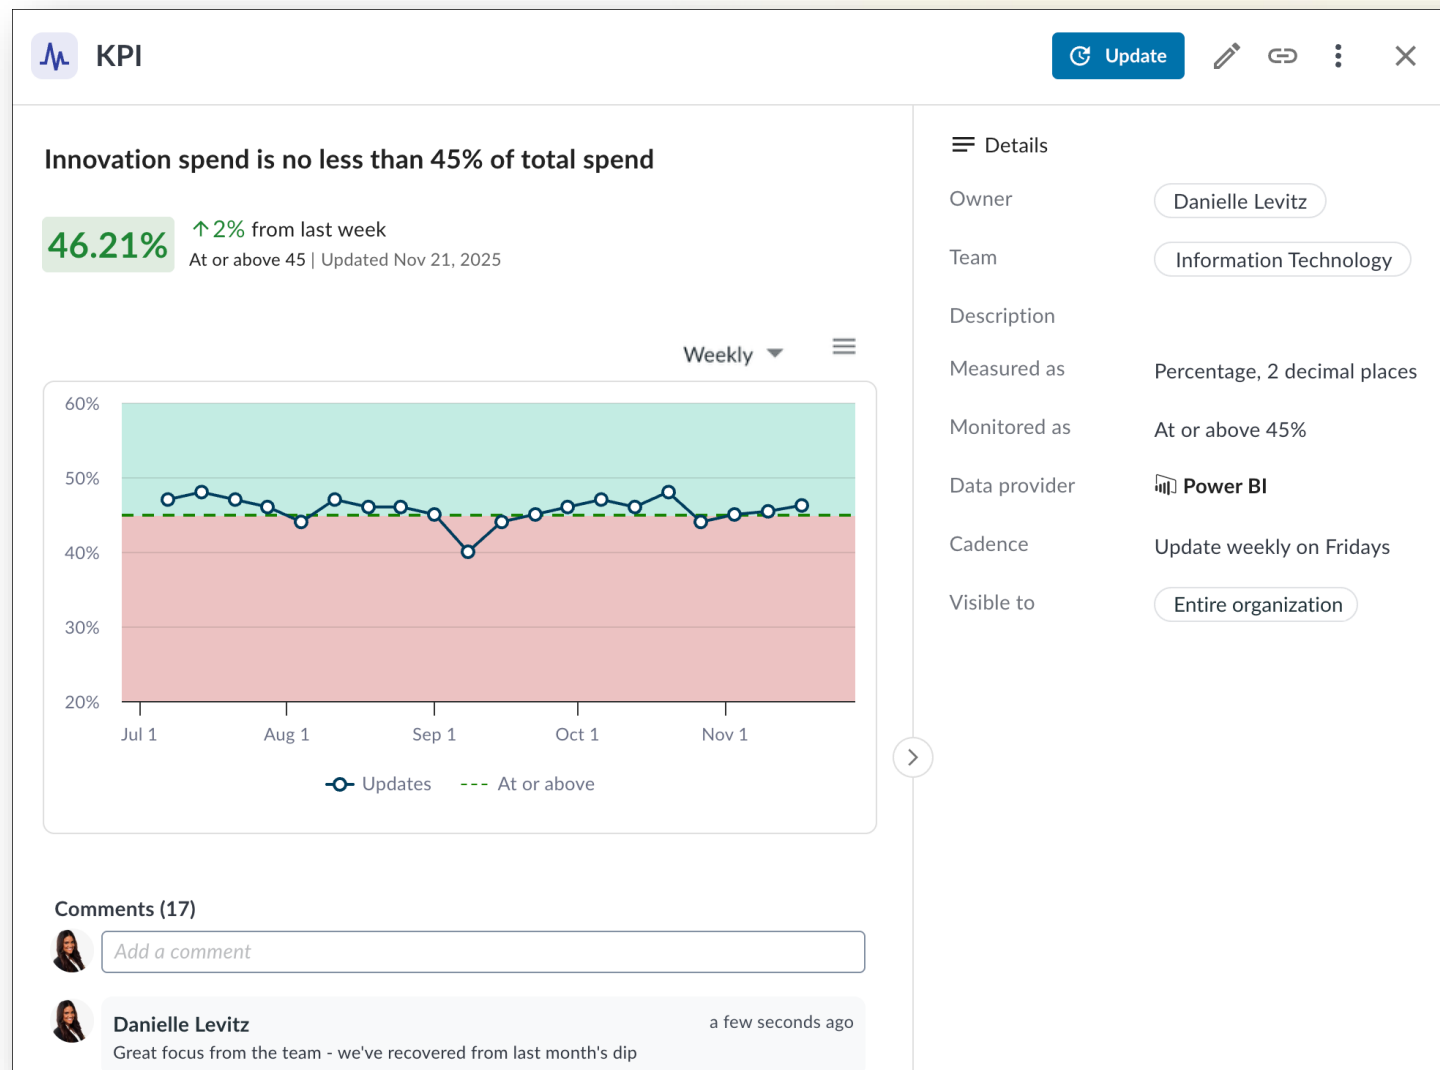 KPI
Update
Innovation spend is no less than 45% of total spend
46.21%
↑2% from last week
At or above 45 | Updated Nov 21, 2025
Weekly
60%
50%
40%
30%
20%
Jul 1
Aug 1
Sep 1
Oct 1
Nov 1
Updates
At or above
Comments (17)
Add a comment
Danielle Levitz
a few seconds ago
Great focus from the team - we've recovered from last month's dip
Details
Owner
Danielle Levitz
Team
Information Technology
Description
Measured as
Percentage, 2 decimal places
Monitored as
At or above 45%
Data provider
Power BI
Cadence
Update weekly on Fridays
Visible to
Entire organization